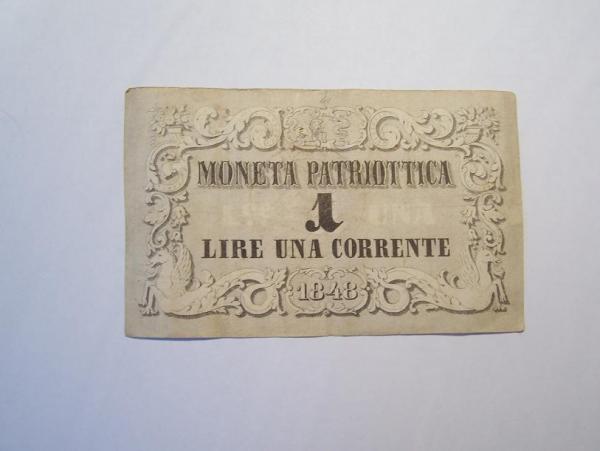 MONETA PATRIOTTICA
1
LIRE UNA CORRENTE
1848